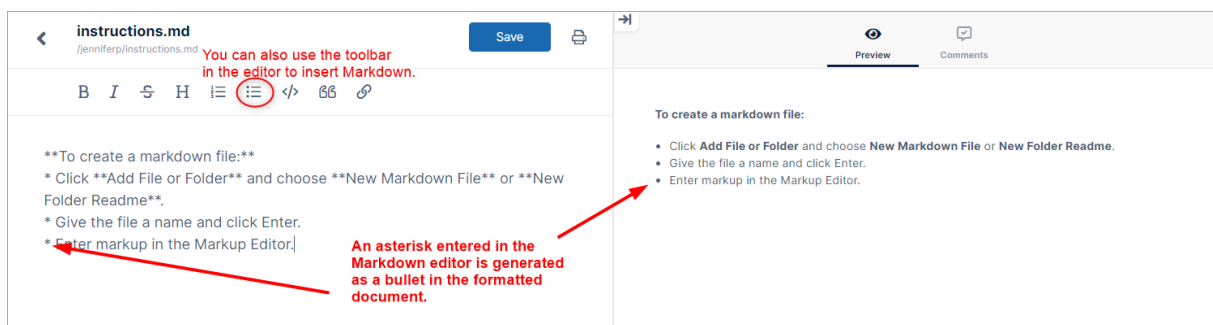 instructions.md
/jenniferp/instructions.md
Save
You can also use the toolbar
in the editor to insert Markdown.
B I S H
Preview
Comments
**To create a markdown file:**
* Click **Add File or Folder** and choose **New Markdown File** or **New
Folder Readme**.
* Give the file a name and click Enter.
* Enter markup in the Markup Editor.
An asterisk entered in the
Markdown editor is generated
as a bullet in the formatted
document.
To create a markdown file:
• Click Add File or Folder and choose New Markdown File or New Folder Readme.
• Give the file a name and click Enter.
• Enter markup in the Markup Editor.